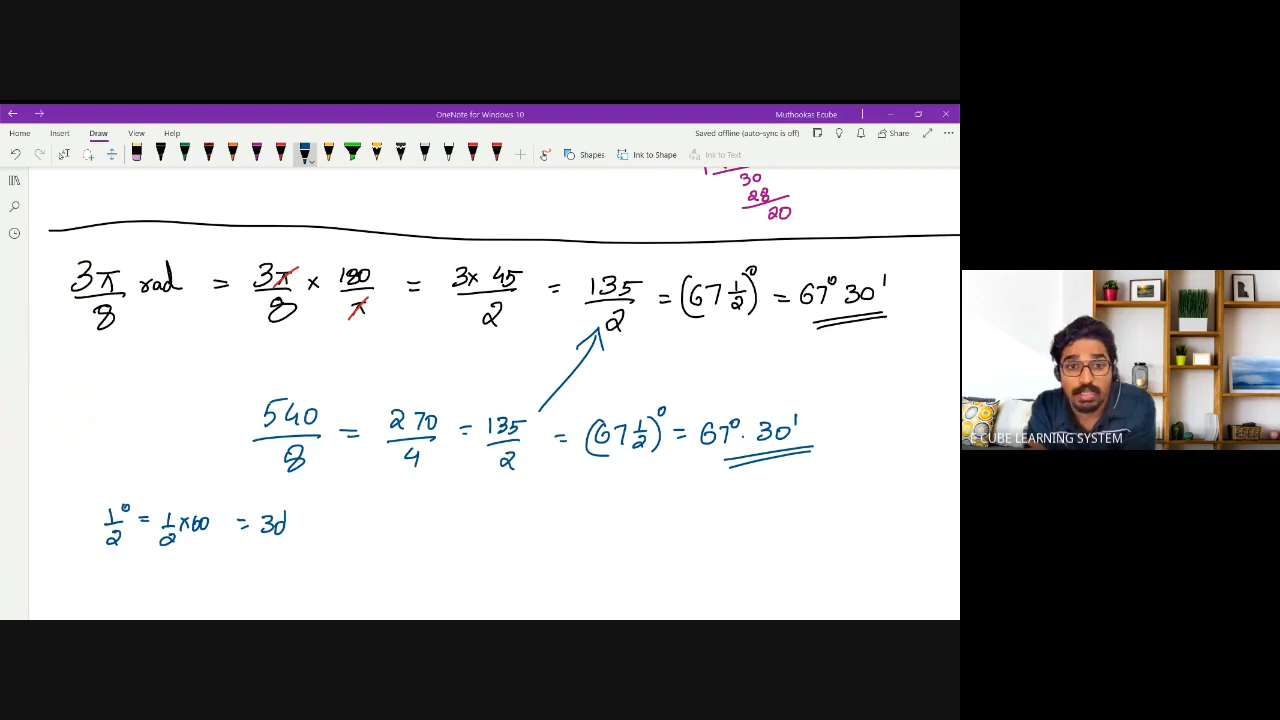 OneNote for Windows 10
Muthookas Ecube
Home Insert Draw View Help
Saved offline (auto-sync is off)
Share
Shapes
Ink to Shape
Ink to Text
30
28
20
3π/8 rad = 3π/8 × 180/π = 3×45/2 = 135/2 = (67 1/2)° = 67° 30'
540/8 = 270/4 = 135/2 = (67 1/2)° = 67°. 30'
1/2° = 1/2 × 60 = 30'
E CUBE LEARNING SYSTEM